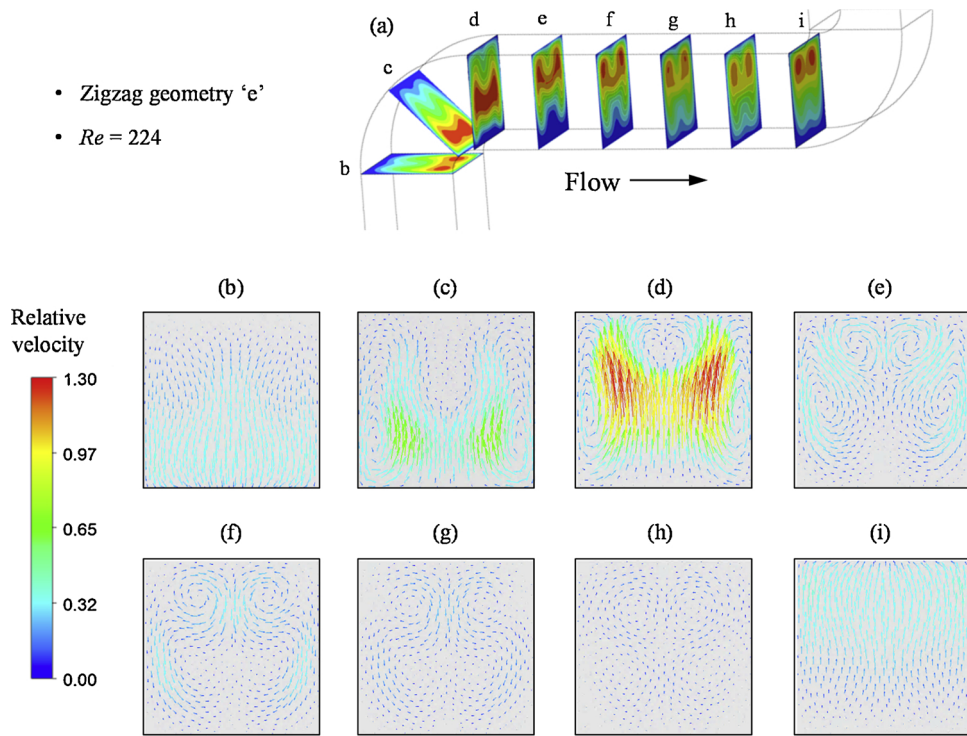 (a)
d e f g h i
c
b
• Zigzag geometry ‘e’
• Re = 224
Flow
(b) (c) (d) (e)
Relative
velocity
1.30
0.97
0.65
0.32
0.00
(f) (g) (h) (i)